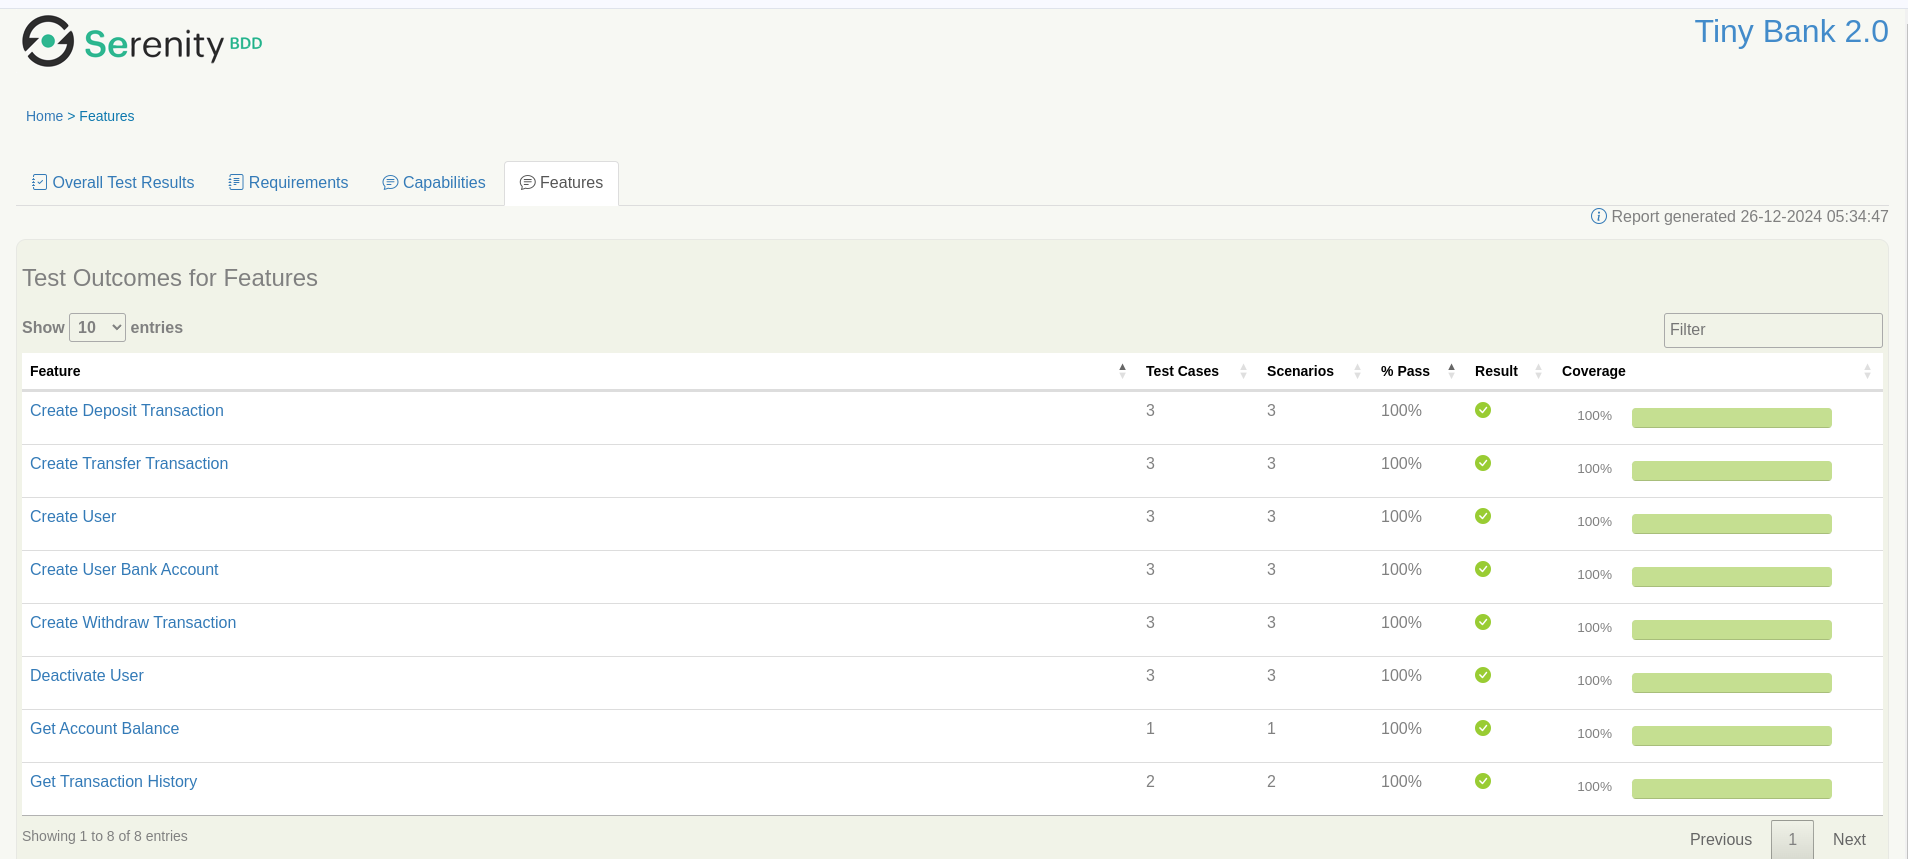 Serenity BDD
Tiny Bank 2.0
Home > Features
Overall Test Results Requirements Capabilities Features
Report generated 26-12-2024 05:34:47
Test Outcomes for Features
Show 10 entries
Filter
Feature Test Cases Scenarios % Pass Result Coverage
Create Deposit Transaction 3 3 100% 100%
Create Transfer Transaction 3 3 100% 100%
Create User 3 3 100% 100%
Create User Bank Account 3 3 100% 100%
Create Withdraw Transaction 3 3 100% 100%
Deactivate User 3 3 100% 100%
Get Account Balance 1 1 100% 100%
Get Transaction History 2 2 100% 100%
Showing 1 to 8 of 8 entries
Previous 1 Next